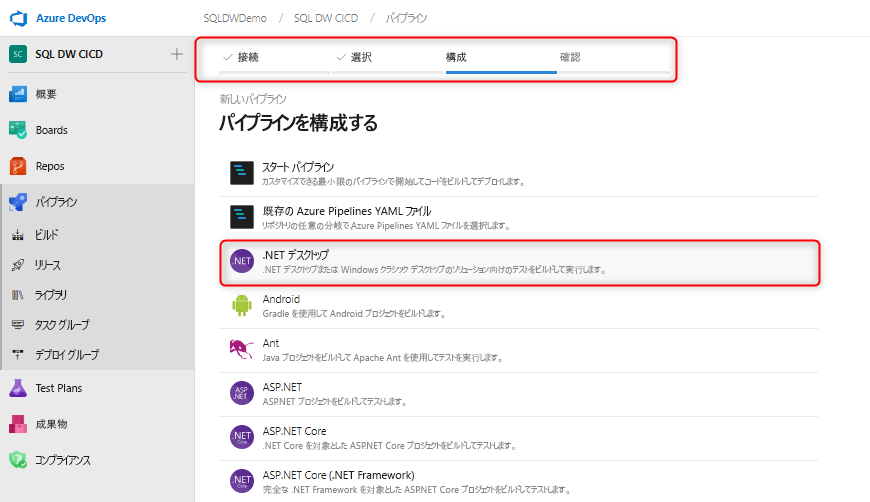 Azure DevOps
SQLDWDemo / SQL DW CICD / パイプライン
SC SQL DW CICD +
接続 選択 構成 確認
概要
Boards
Repos
パイプライン
ビルド
リリース
ライブラリ
タスク グループ
デプロイ グループ
Test Plans
成果物
コンプライアンス
新しいパイプライン
パイプラインを構成する
スタート パイプライン
カスタマイズできる最小限のパイプラインで開始してコードをビルドしてデプロイします。
既存の Azure Pipelines YAML ファイル
リポジトリの任意の分岐で、Azure Pipelines YAML ファイルを選択します。
.NET
.NET デスクトップ
.NET デスクトップまたは Windows クラシック デスクトップのソリューション向けのテストをビルドして実行します。
Android
Gradle を使用して Android プロジェクトをビルドします。
Ant
Java プロジェクトをビルドして Apache Ant を使用してテストを実行します。
ASP
.NET
ASP.NET
ASP.NET プロジェクトをビルドしてテストします。
.NET
Core
ASP.NET Core
.NET Core を対象とした ASP.NET Core プロジェクトをビルドしてテストします。
.NET
Core
ASP.NET Core (.NET Framework)
完全な .NET Framework を対象とした ASP.NET Core プロジェクトをビルドしてテストします。